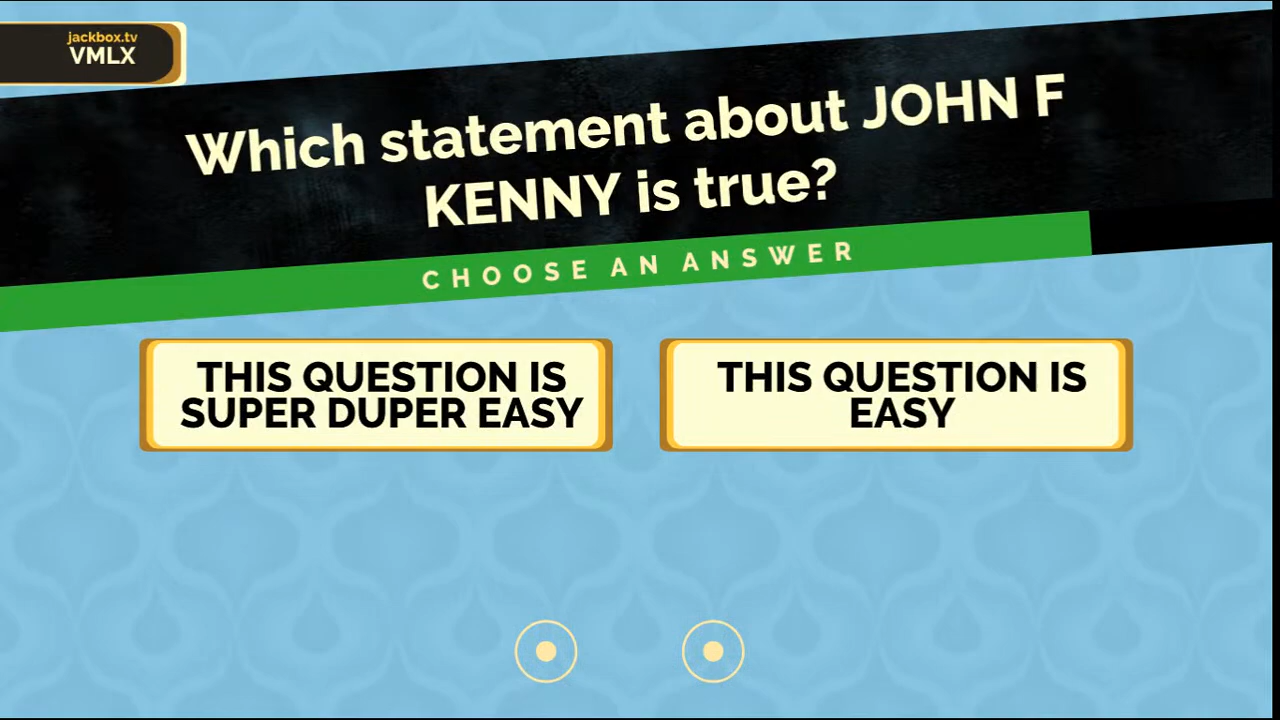 jackbox.tv
VMLX
Which statement about JOHN F
KENNY is true?
CHOOSE AN ANSWER
THIS QUESTION IS
SUPER DUPER EASY
THIS QUESTION IS
EASY